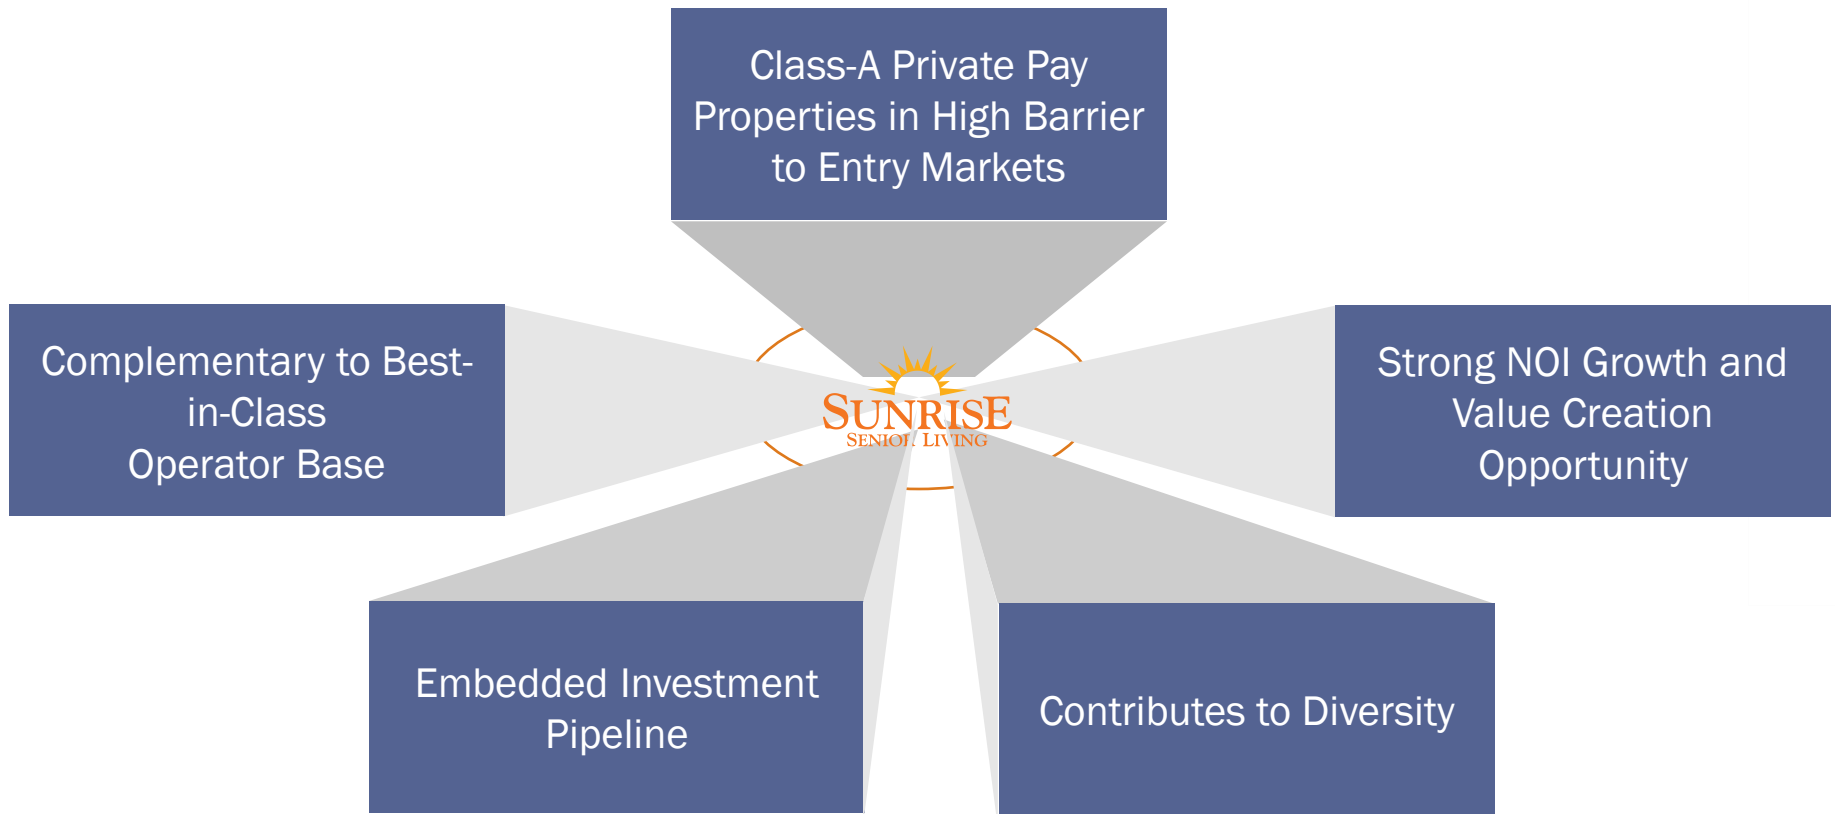 Class-A Private Pay
Properties in High Barrier
to Entry Markets
Complementary to Best-
in-Class
Operator Base
SUNRISE
SENIOR LIVING
Strong NOI Growth and
Value Creation
Opportunity
Embedded Investment
Pipeline
Contributes to Diversity